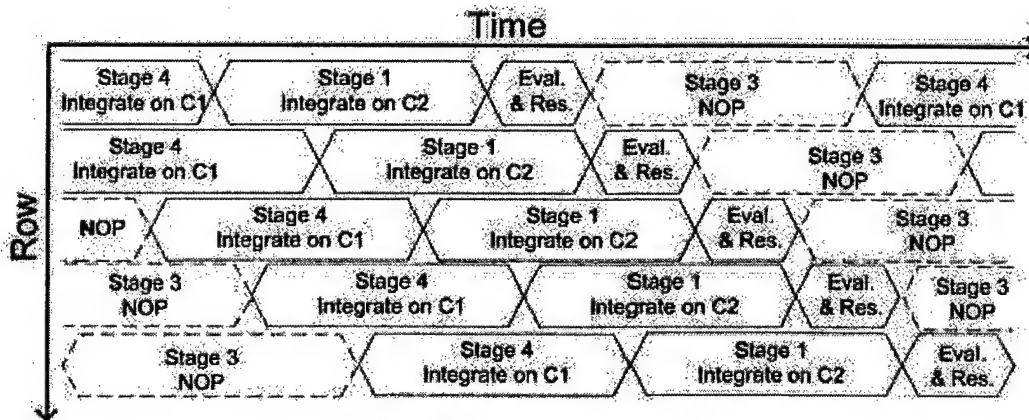 Time
Row
Stage 4
Integrate on C1
Stage 1
Integrate on C2
Eval.
& Res.
Stage 3
NOP
Stage 4
Integrate on C1
Stage 4
Integrate on C1
Stage 1
Integrate on C2
Eval.
& Res.
Stage 3
NOP
NOP
Stage 4
Integrate on C1
Stage 1
Integrate on C2
Eval.
& Res.
Stage 3
NOP
Stage 3
NOP
Stage 4
Integrate on C1
Stage 1
Integrate on C2
Eval.
& Res.
Stage 3
NOP
Stage 3
NOP
Stage 4
Integrate on C1
Stage 1
Integrate on C2
Eval.
& Res.